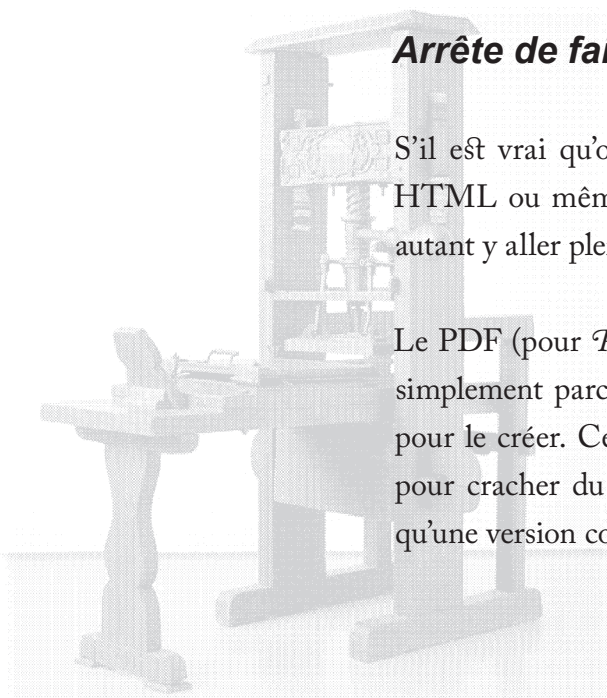 Arrête de fai
S'il est vrai qu'o
HTML ou mêm
autant y aller plei
Le PDF (pour P
simplement parc
pour le créer. Ce
pour cracher du
qu'une version co